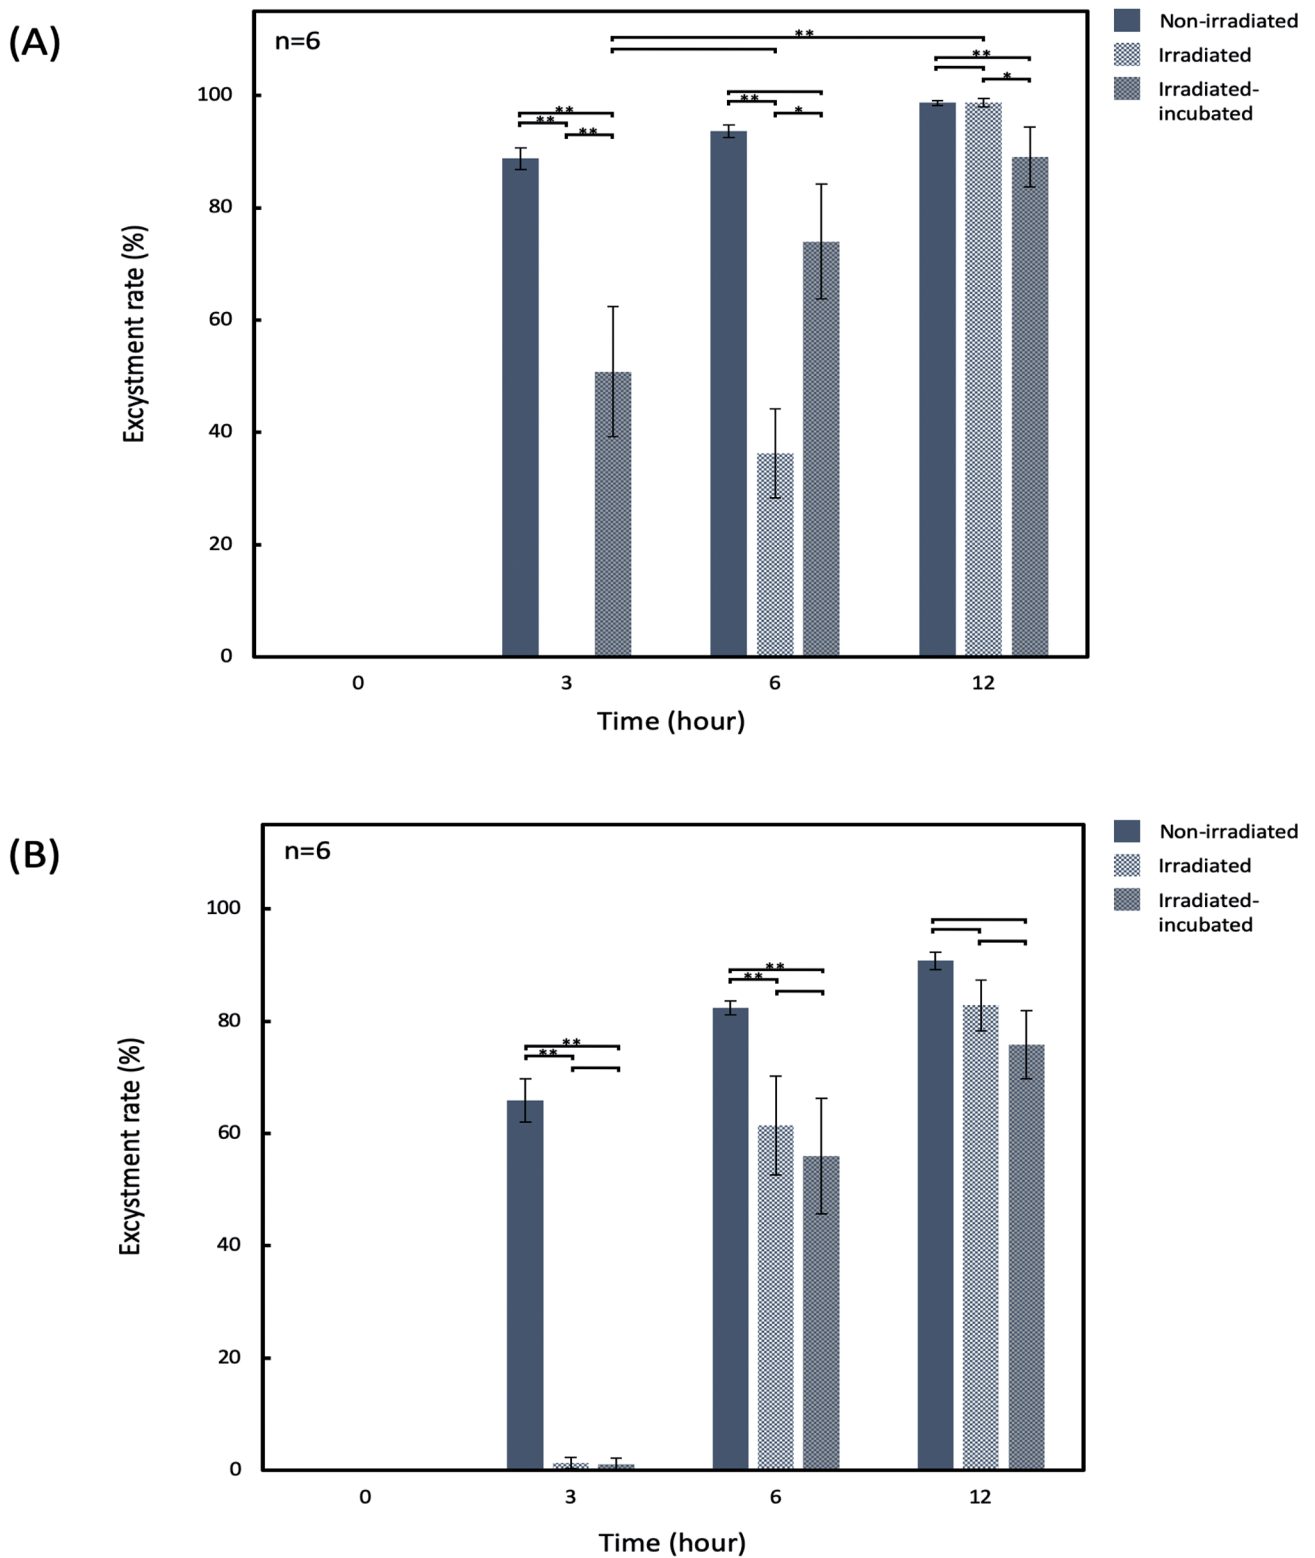 (A)
n=6
**
**
**
**
**
*
**
*
Non-irradiated
Irradiated
Irradiated-
incubated
100
80
60
40
20
0
Excystment rate (%)
0 3 6 12
Time (hour)
(B)
n=6
**
**
**
**
Non-irradiated
Irradiated
Irradiated-
incubated
100
80
60
40
20
0
Excystment rate (%)
0 3 6 12
Time (hour)